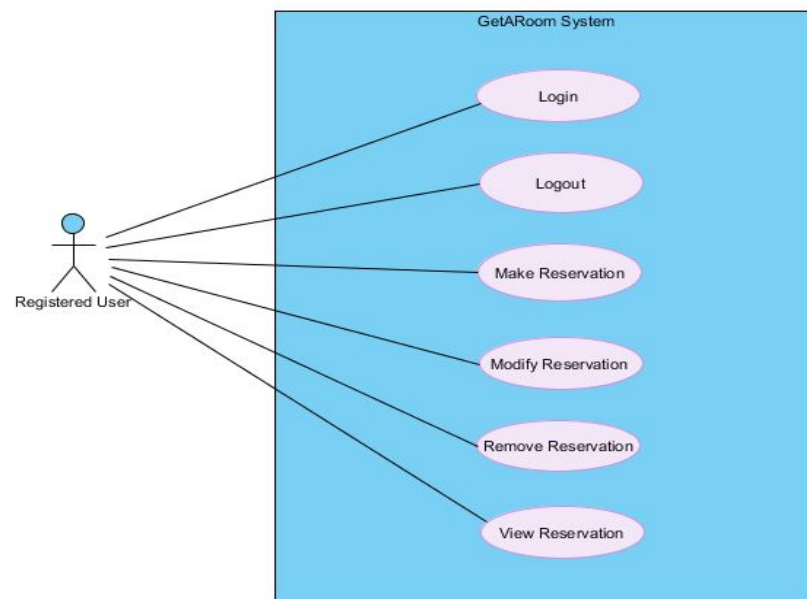 GetARoom System
Login
Logout
Make Reservation
Registered User
Modify Reservation
Remove Reservation
View Reservation